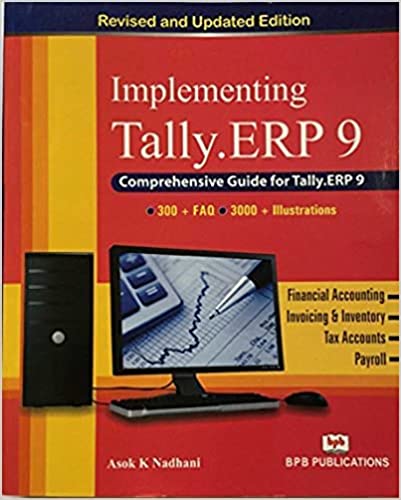 Revised and Updated Edition
Implementing
Tally.ERP 9
Comprehensive Guide for Tally.ERP 9
• 300 + FAQ • 3000 + Illustrations
Financial Accounting
Invoicing & Inventory
Tax Accounts
Payroll
Asok K Nadhani
bpb
BPB PUBLICATIONS